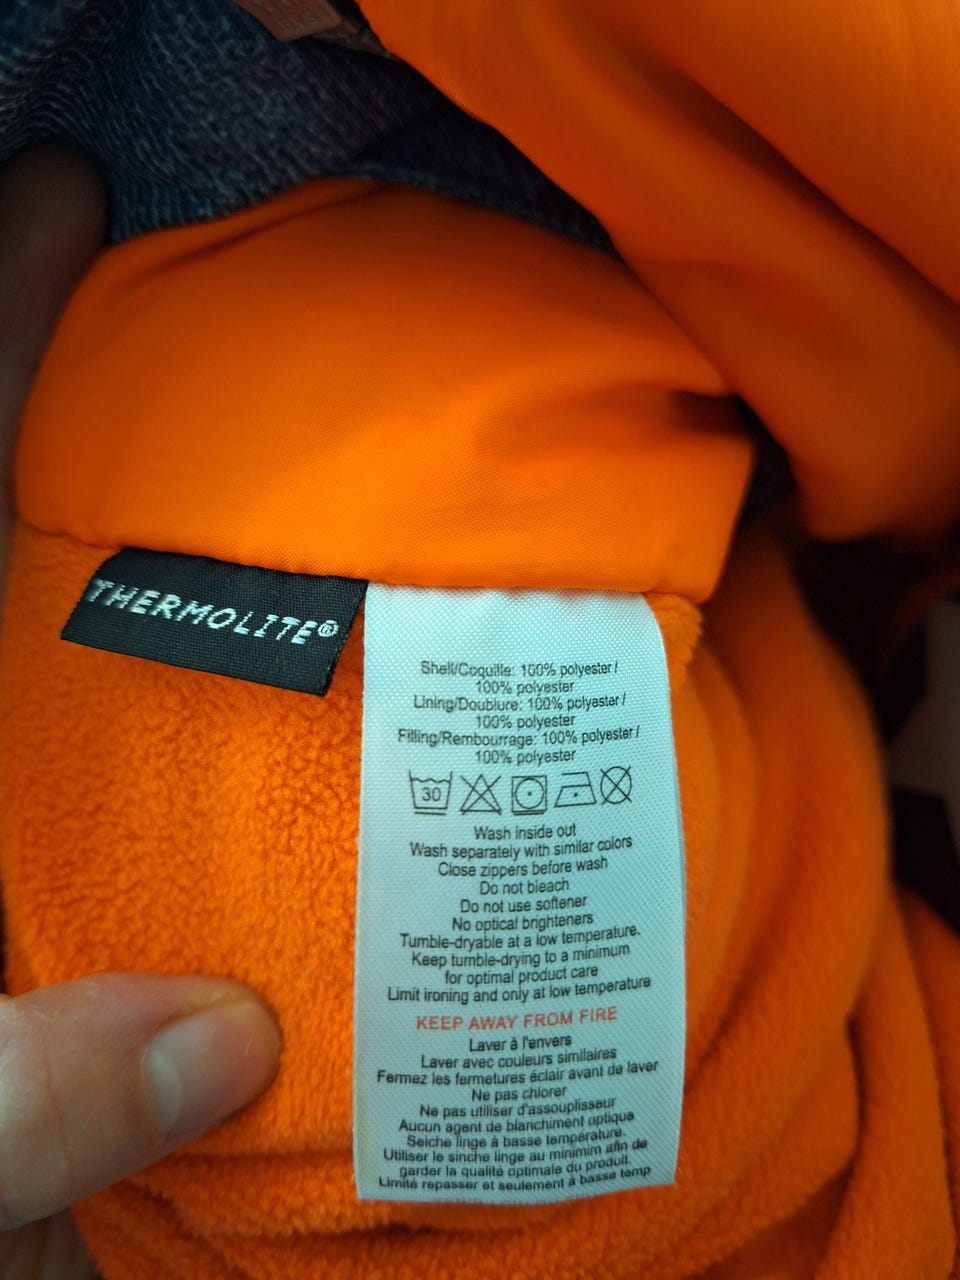 THERMOLITE®
Shell/Coquille: 100% polyester /
100% polyester
Lining/Doublure: 100% polyester /
100% polyester
Filling/Rembourrage: 100% polyester /
100% polyester
30
Wash inside out
Wash separately with similar colors
Close zippers before wash
Do not bleach
Do not use softener
No optical brighteners
Tumble-dryable at a low temperature.
Keep tumble-drying to a minimum
for optimal product care
Limit ironing and only at low temperature
KEEP AWAY FROM FIRE
Laver à l'envers
Laver avec couleurs similaires
Fermez les fermetures éclair avant de laver
Ne pas chlorer
Ne pas utiliser d'assouplisseur
Aucun agent de blanchiment optique
Seiche linge à basse température.
Utiliser le sinche linge au minimim afin de
garder la qualité optimale du produit.
Limité repasser et seulement à bassa temp